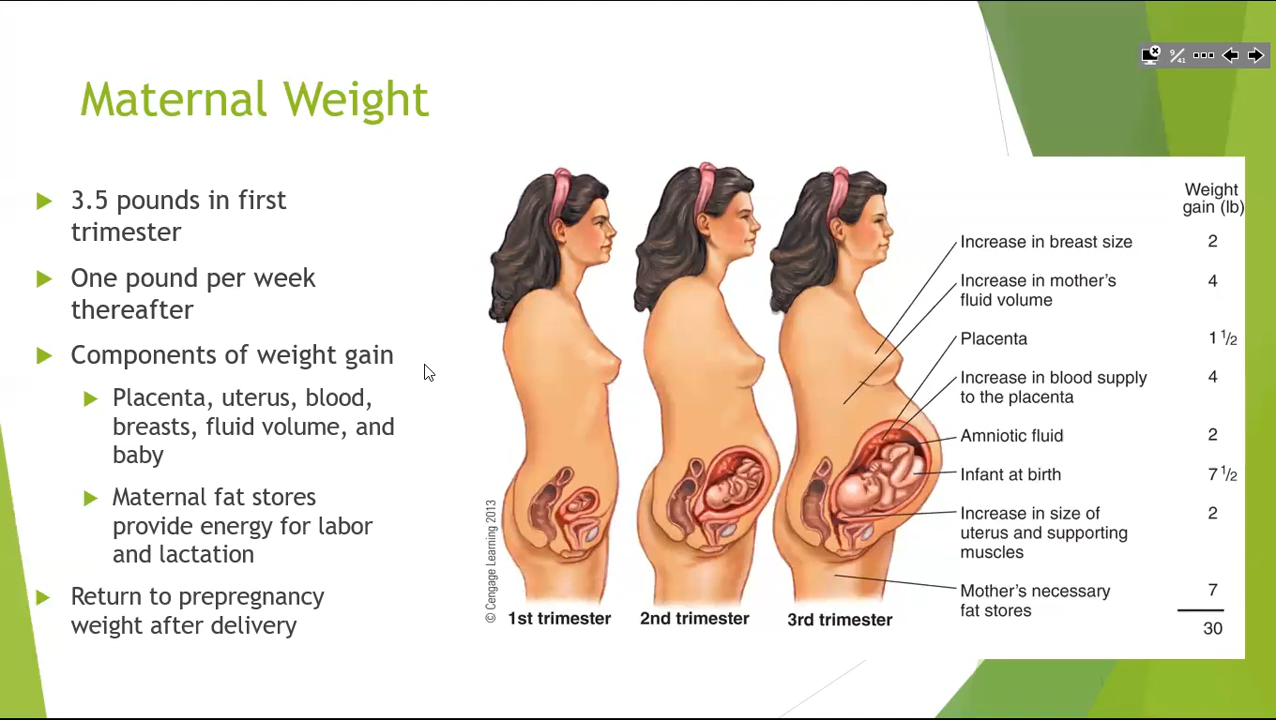 9/41
Maternal Weight
3.5 pounds in first
trimester
One pound per week
thereafter
Components of weight gain
Placenta, uterus, blood,
breasts, fluid volume, and
baby
Maternal fat stores
provide energy for labor
and lactation
Return to prepregnancy
weight after delivery
Weight
gain (lb)
Increase in breast size 2
Increase in mother's 4
fluid volume
Placenta 1 1/2
Increase in blood supply 4
to the placenta
Amniotic fluid 2
Infant at birth 7 1/2
Increase in size of 2
uterus and supporting
muscles
Mother's necessary 7
fat stores
30
© Cengage Learning 2013
1st trimester 2nd trimester 3rd trimester